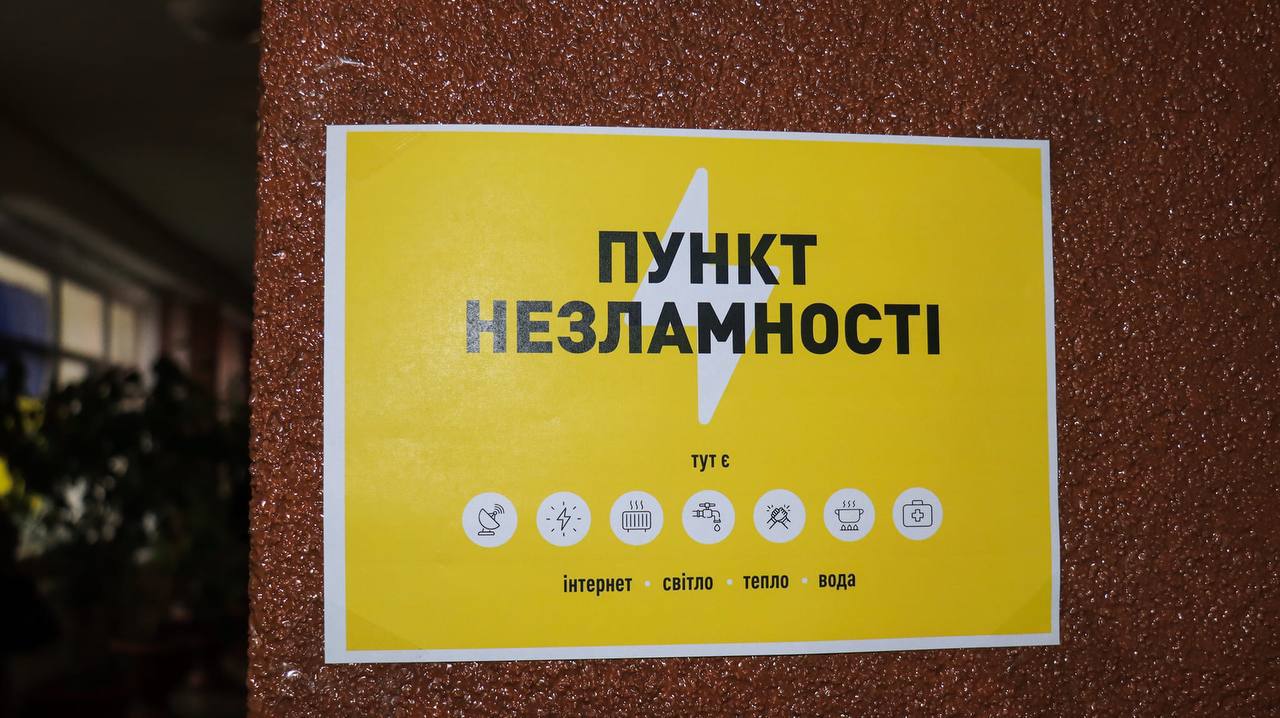 ПУНКТ
НЕЗЛАМНОСТІ
тут є
інтернет • світло • тепло • вода